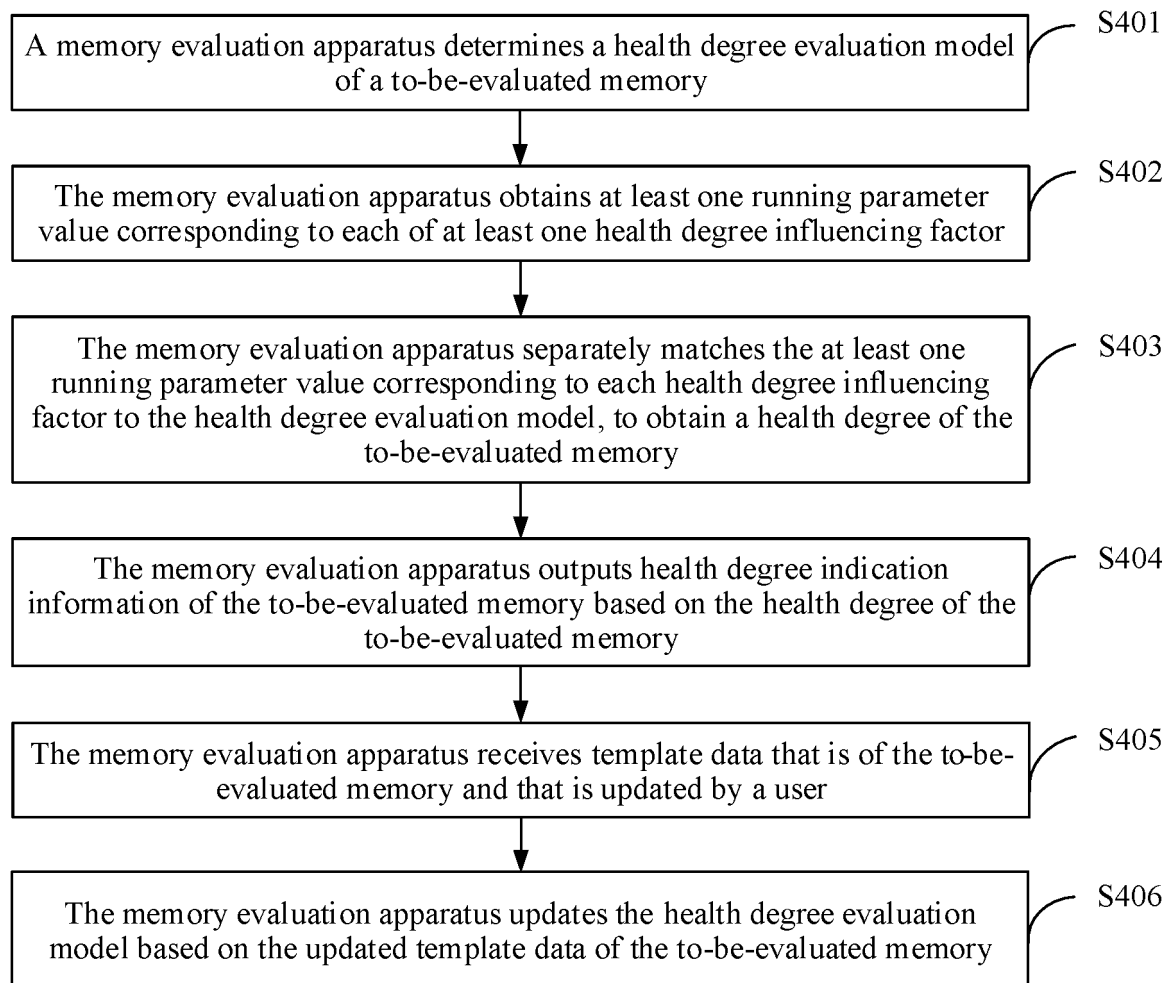 A memory evaluation apparatus determines a health degree evaluation model
of a to-be-evaluated memory
S401
The memory evaluation apparatus obtains at least one running parameter
value corresponding to each of at least one health degree influencing factor
S402
The memory evaluation apparatus separately matches the at least one
running parameter value corresponding to each health degree influencing
factor to the health degree evaluation model, to obtain a health degree of the
to-be-evaluated memory
S403
The memory evaluation apparatus outputs health degree indication
information of the to-be-evaluated memory based on the health degree of the
to-be-evaluated memory
S404
The memory evaluation apparatus receives template data that is of the to-be-
evaluated memory and that is updated by a user
S405
The memory evaluation apparatus updates the health degree evaluation
model based on the updated template data of the to-be-evaluated memory
S406